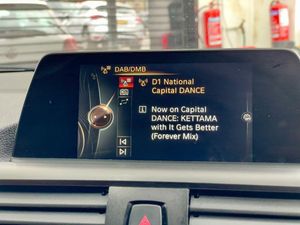 DAB/DMB
D1 National
Capital DANCE
Now on Capital
DANCE: KETTAMA
with It Gets Better
(Forever Mix)